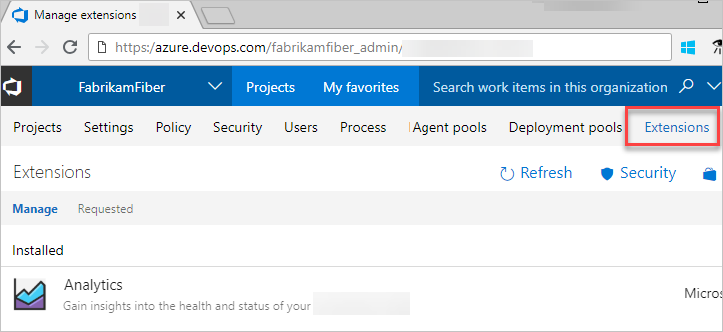 Manage extensions
https:/azure.devops.com/fabrikamfiber_admin/
FabrikamFiber Projects My favorites Search work items in this organization
Projects Settings Policy Security Users Process Agent pools Deployment pools Extensions
Extensions Refresh Security
Manage Requested
Installed
Analytics Micros
Gain insights into the health and status of your